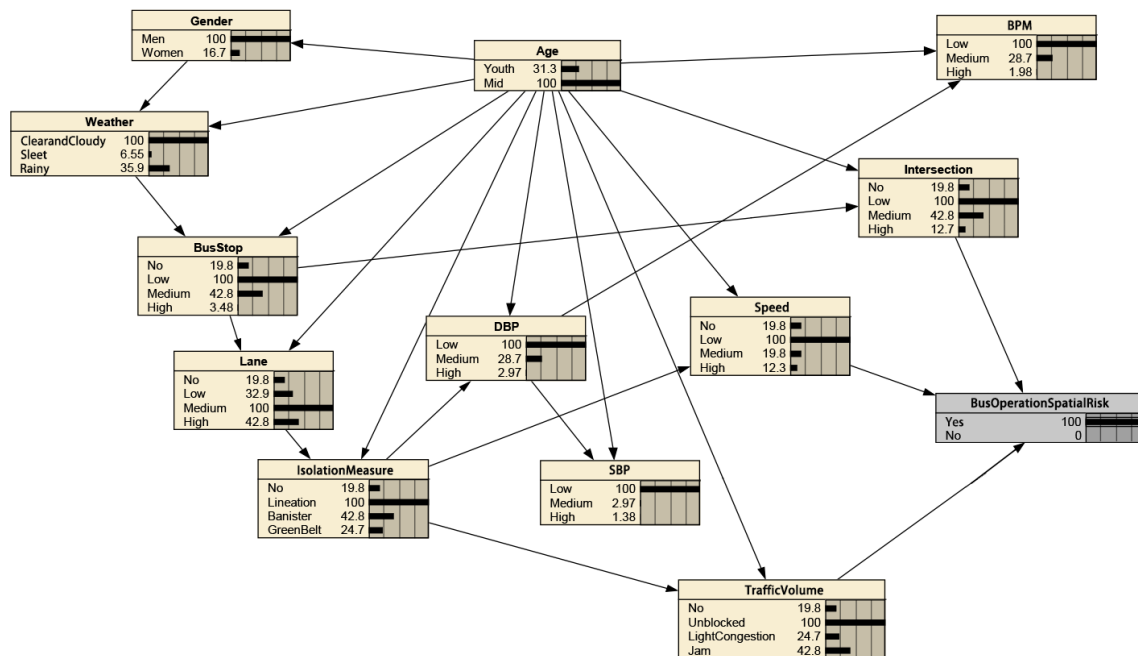 Gender
Men 100
Women 16.7
Age
Youth 31.3
Mid 100
BPM
Low 100
Medium 28.7
High 1.98
Weather
ClearandCloudy 100
Sleet 6.55
Rainy 35.9
Intersection
No 19.8
Low 100
Medium 42.8
High 12.7
BusStop
No 19.8
Low 100
Medium 42.8
High 3.48
Speed
No 19.8
Low 100
Medium 19.8
High 12.3
DBP
Low 100
Medium 28.7
High 2.97
Lane
No 19.8
Low 32.9
Medium 100
High 42.8
BusOperationSpatialRisk
Yes 100
No 0
IsolationMeasure
No 19.8
Lineation 100
Banister 42.8
GreenBelt 24.7
SBP
Low 100
Medium 2.97
High 1.38
TrafficVolume
No 19.8
Unblocked 100
LightCongestion 24.7
Jam 42.8